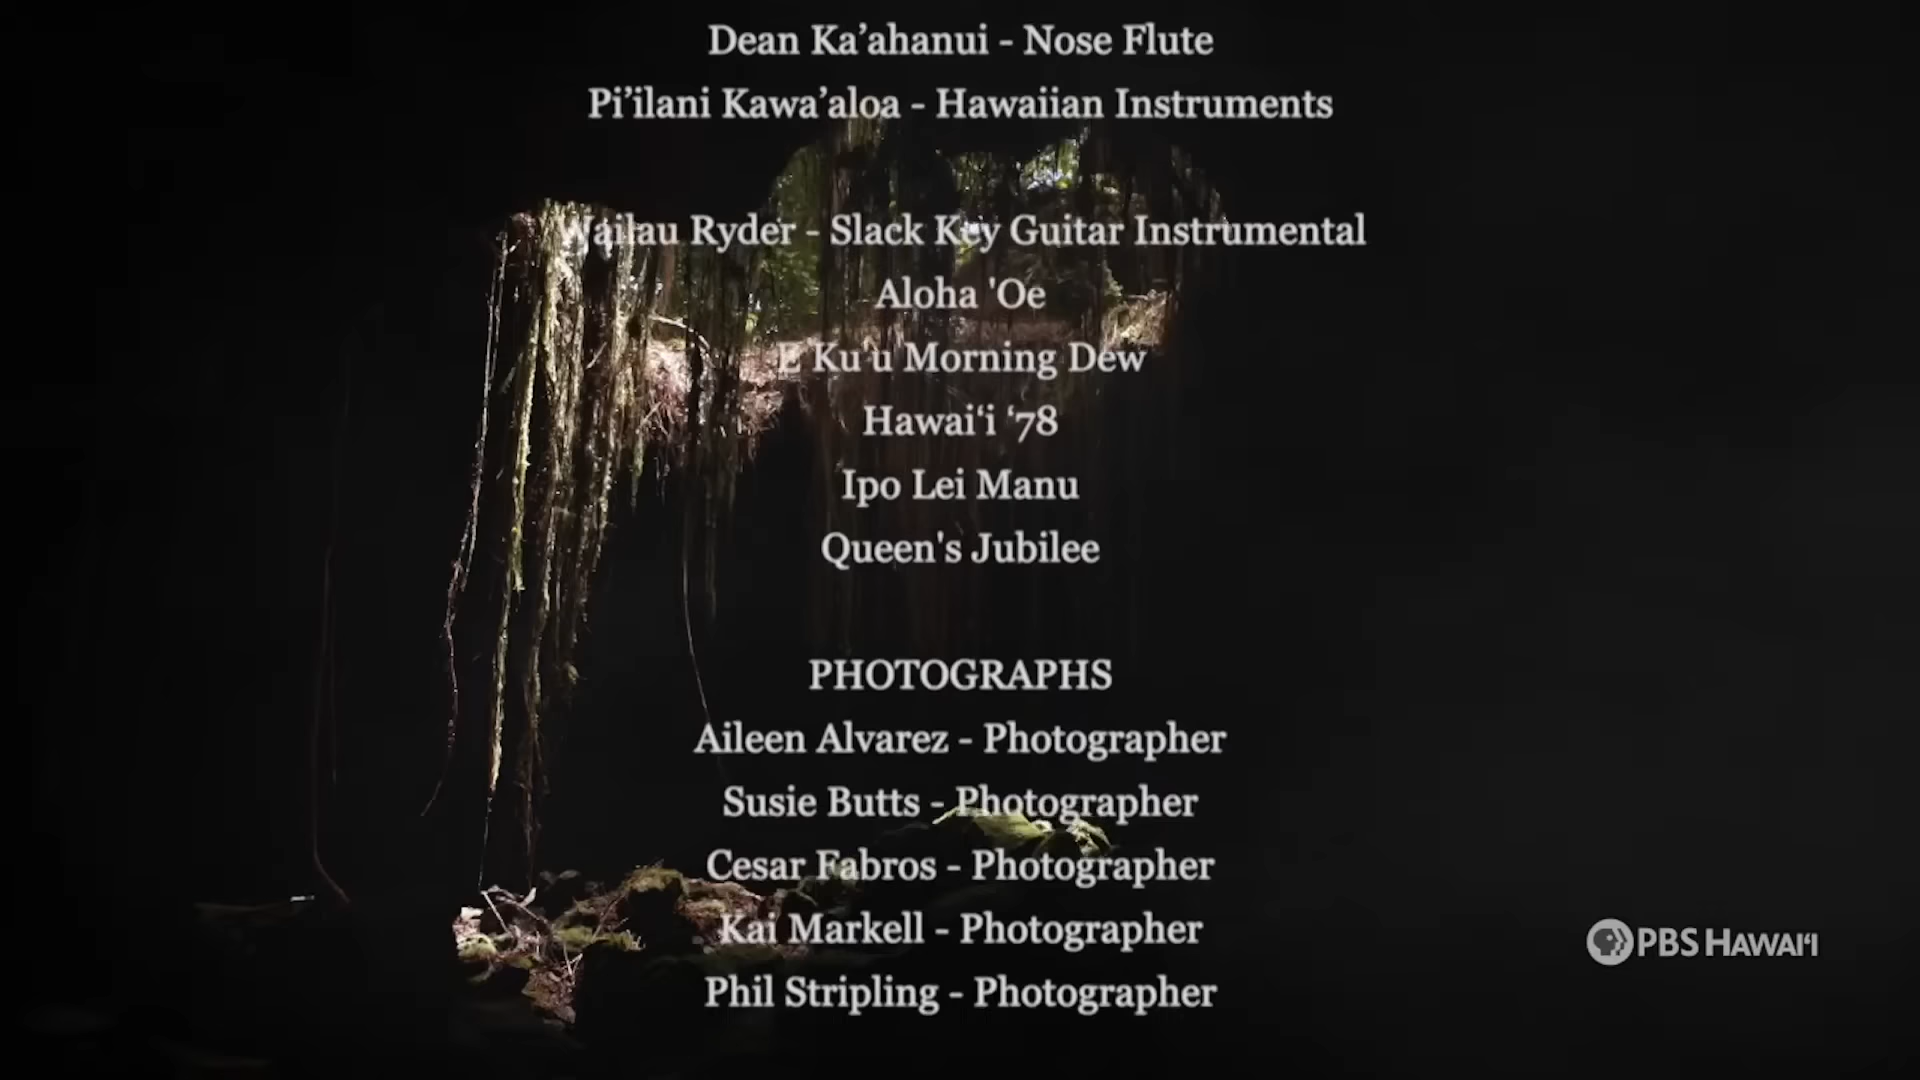 Dean Ka’ahanui - Nose Flute
Pi’ilani Kawa’aloa - Hawaiian Instruments
Wailau Ryder - Slack Key Guitar Instrumental
Aloha 'Oe
E Ku'u Morning Dew
Hawai‘i ‘78
Ipo Lei Manu
Queen's Jubilee
PHOTOGRAPHS
Aileen Alvarez - Photographer
Susie Butts - Photographer
Cesar Fabros - Photographer
Kai Markell - Photographer
Phil Stripling - Photographer
PBS HAWAI‘I